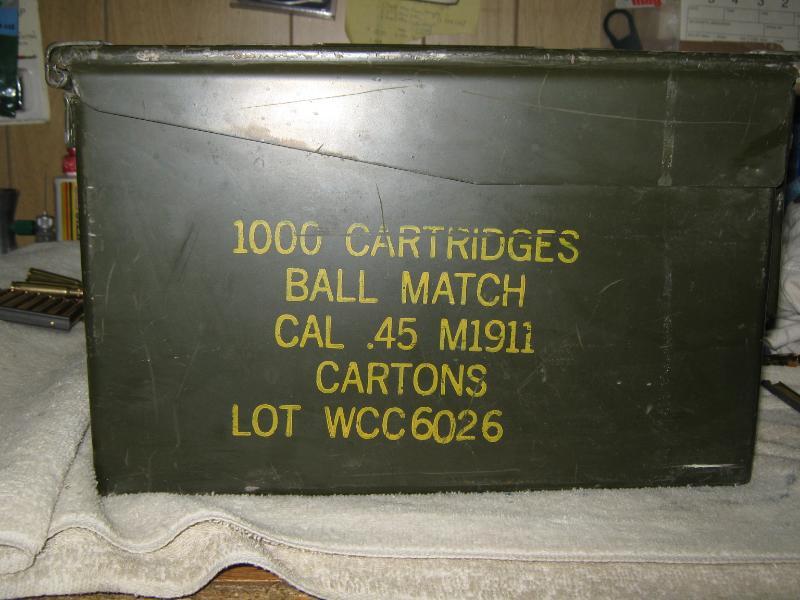 1000 CARTRIDGES
BALL MATCH
CAL .45 M1911
CARTONS
LOT WCC6026